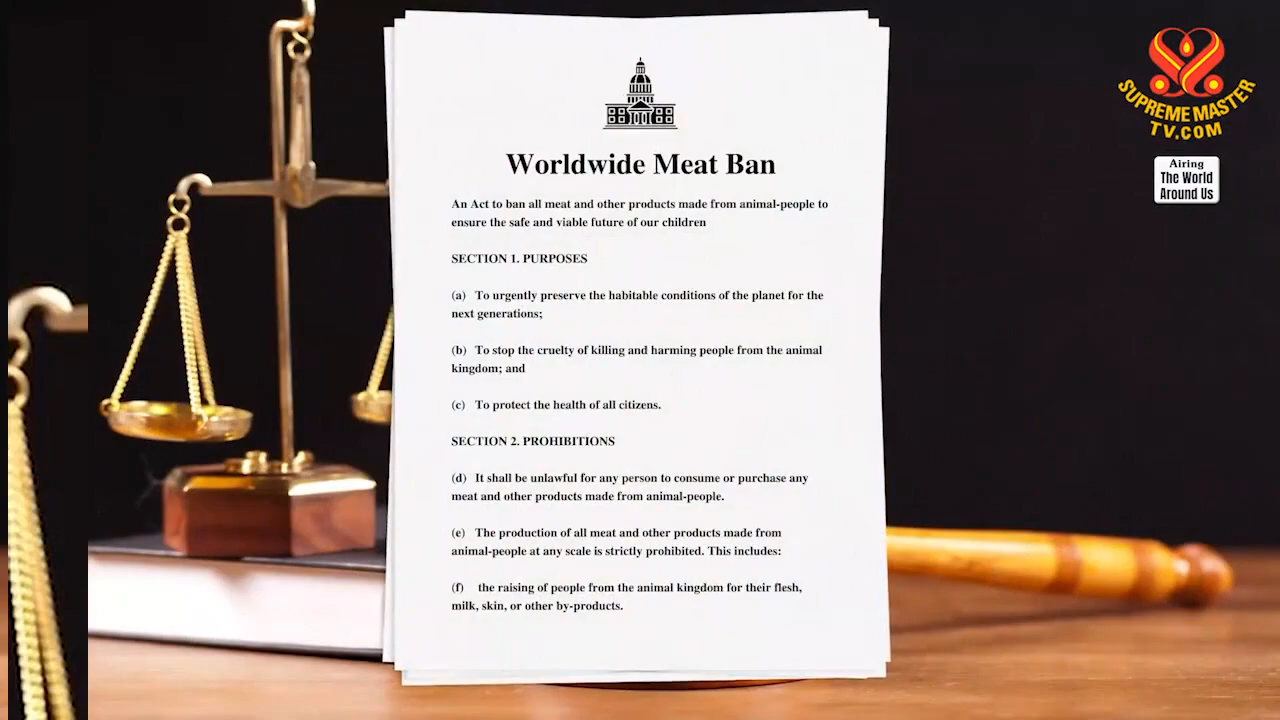 Worldwide Meat Ban
An Act to ban all meat and other products made from animal-people to
ensure the safe and viable future of our children
SECTION 1. PURPOSES
(a) To urgently preserve the habitable conditions of the planet for the
next generations;
(b) To stop the cruelty of killing and harming people from the animal
kingdom; and
(c) To protect the health of all citizens.
SECTION 2. PROHIBITIONS
(d) It shall be unlawful for any person to consume or purchase any
meat and other products made from animal-people.
(e) The production of all meat and other products made from
animal-people at any scale is strictly prohibited. This includes:
(f) the raising of people from the animal kingdom for their flesh,
milk, skin, or other by-products.
SUPREME MASTER
TV.COM
Airing
The World
Around Us